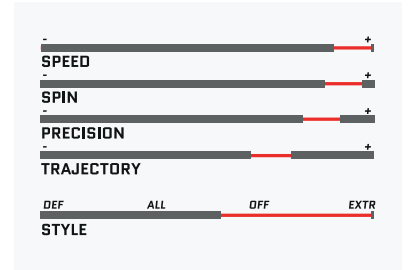 - +
SPEED
- +
SPIN
- +
PRECISION
- +
TRAJECTORY
DEF ALL OFF EXTR
STYLE